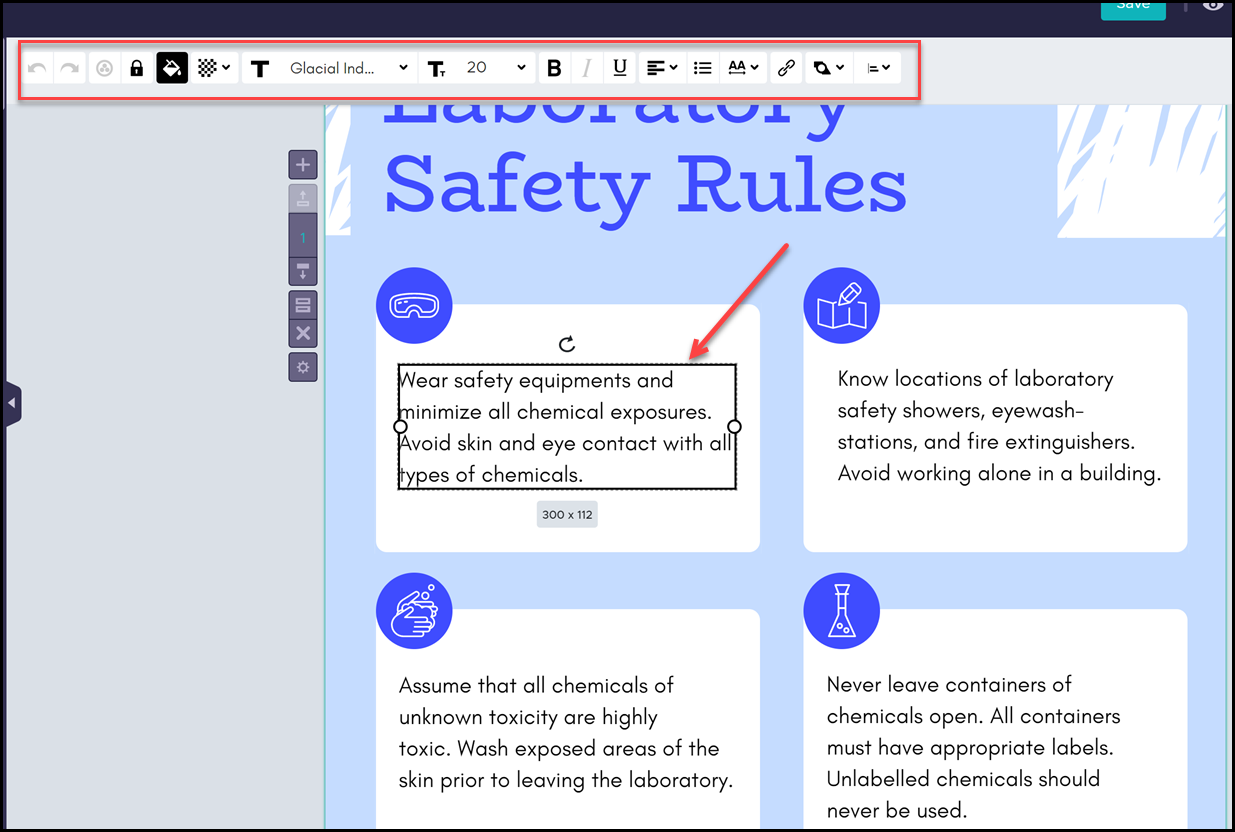 Save
Glacial Ind...
20
B I U
AA
Laboratory
Safety Rules
1
Wear safety equipments and
minimize all chemical exposures.
Avoid skin and eye contact with all
types of chemicals.
300 x 112
Know locations of laboratory
safety showers, eyewash-
stations, and fire extinguishers.
Avoid working alone in a building.
Assume that all chemicals of
unknown toxicity are highly
toxic. Wash exposed areas of the
skin prior to leaving the laboratory.
Never leave containers of
chemicals open. All containers
must have appropriate labels.
Unlabelled chemicals should
never be used.